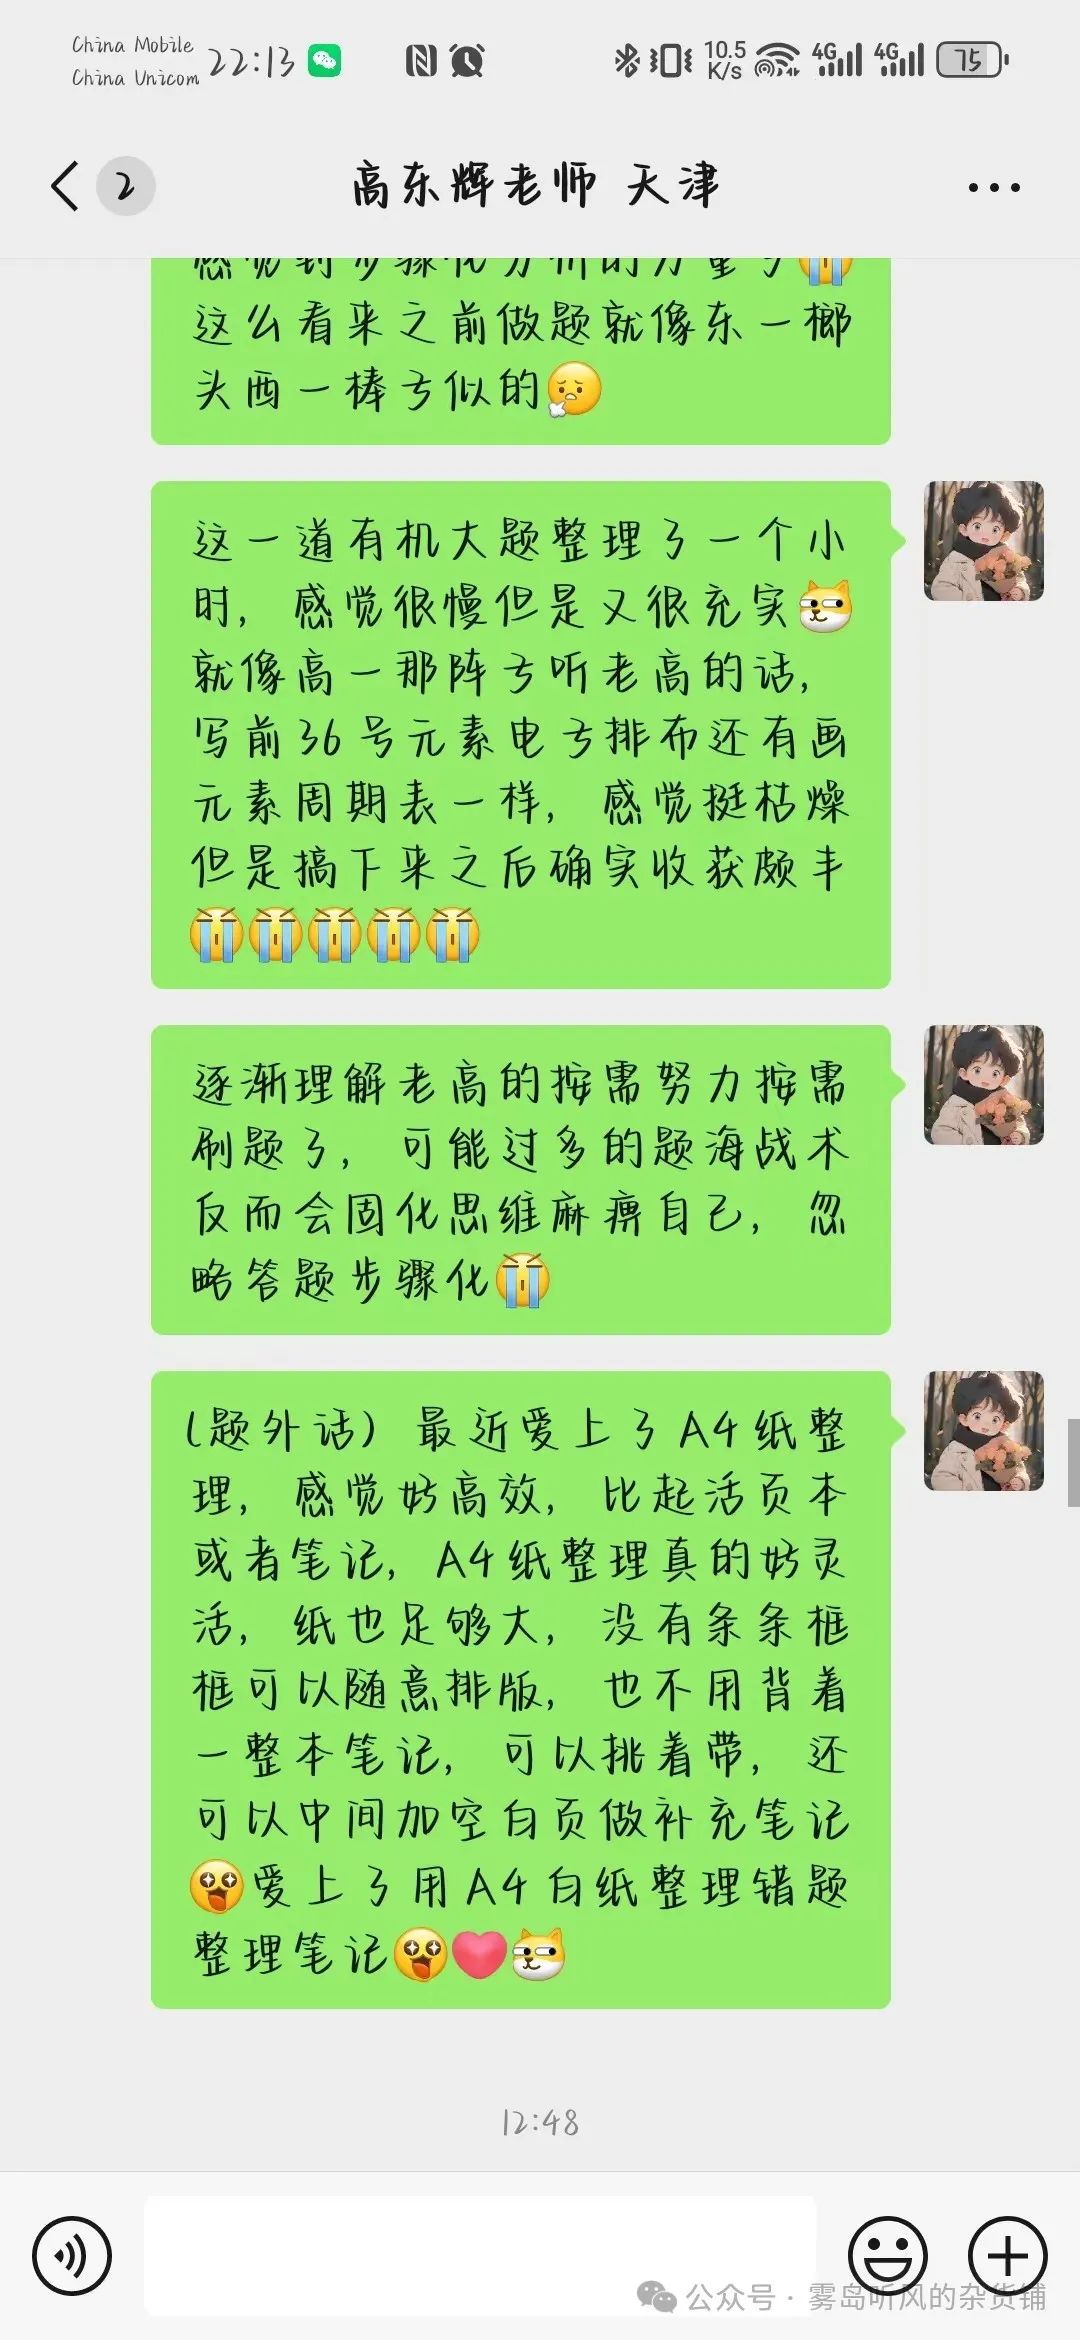 China Mobile
China Unicom
22:13
10.5
K/s
4G
4G
75
2
高东辉老师 天津
感觉到步骤化分析的力量了
这么看来之前做题就像东一榔
头西一棒子似的
这一道有机大题整理了一个小
时，感觉很慢但是又很充实
就像高一那阵子听老高的话，
写前36号元素电子排布还有画
元素周期表一样，感觉挺枯燥
但是搞下来之后确实收获颇丰
逐渐理解老高的按需努力按需
刷题了，可能过多的题海战术
反而会固化思维麻痹自己，忽
略答题步骤化
（题外话）最近爱上了A4纸整
理，感觉好高效，比起活页本
或者笔记，A4纸整理真的好灵
活，纸也足够大，没有条条框
框可以随意排版，也不用背着
一整本笔记，可以挑着带，还
可以中间加空白页做补充笔记
爱上了用A4白纸整理错题
整理笔记
12:48
公众号·雾岛听风的杂货铺